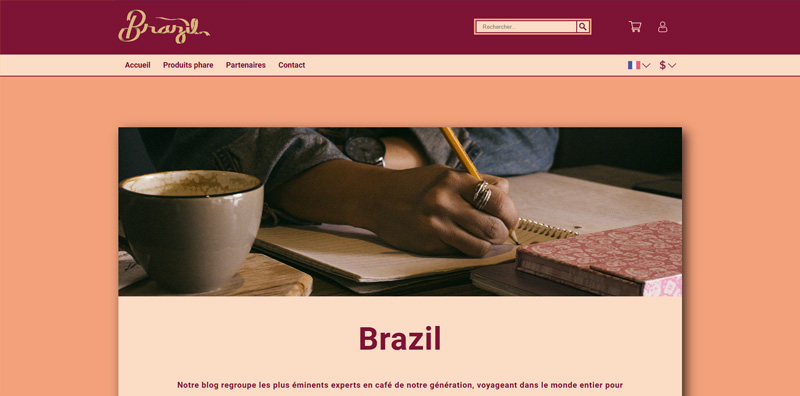 Brazil
Rechercher...
Accueil Produits phare Partenaires Contact
$
Brazil
Notre blog regroupe les plus éminents experts en café de notre génération, voyageant dans le monde entier pour